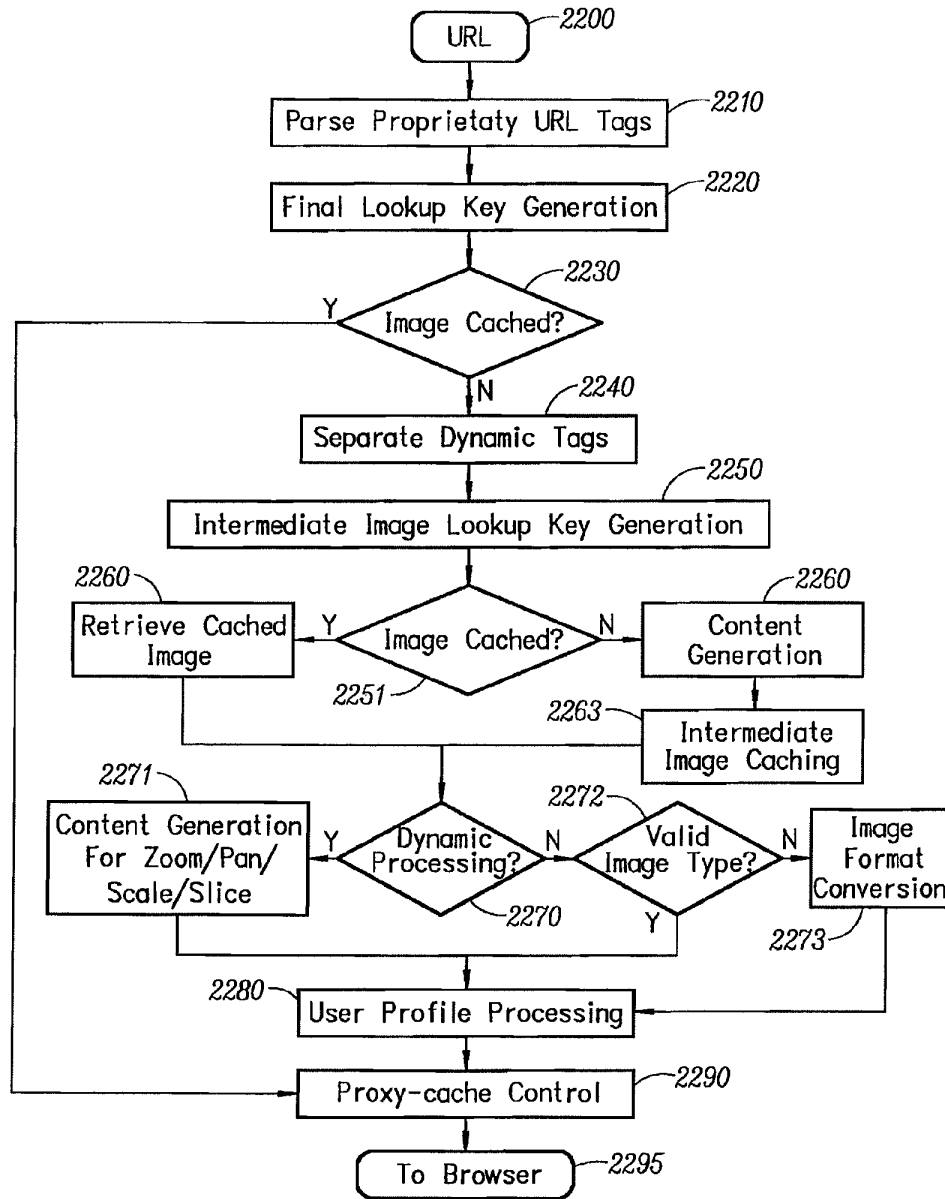 2200
URL
2210
Parse Proprietaty URL Tags
2220
Final Lookup Key Generation
2230
Y
Image Cached?
N
2240
Separate Dynamic Tags
2250
Intermediate Image Lookup Key Generation
2260
2260
Retrieve Cached
Image
Y
Image Cached?
N
Content
Generation
2251
2263
Intermediate
Image Caching
2271
2272
Content Generation
For Zoom/Pan/
Scale/Slice
Y
Dynamic
Processing?
N
Valid
Image Type?
N
Image
Format
Conversion
2270
Y
2273
2280
User Profile Processing
2290
Proxy-cache Control
To Browser
2295